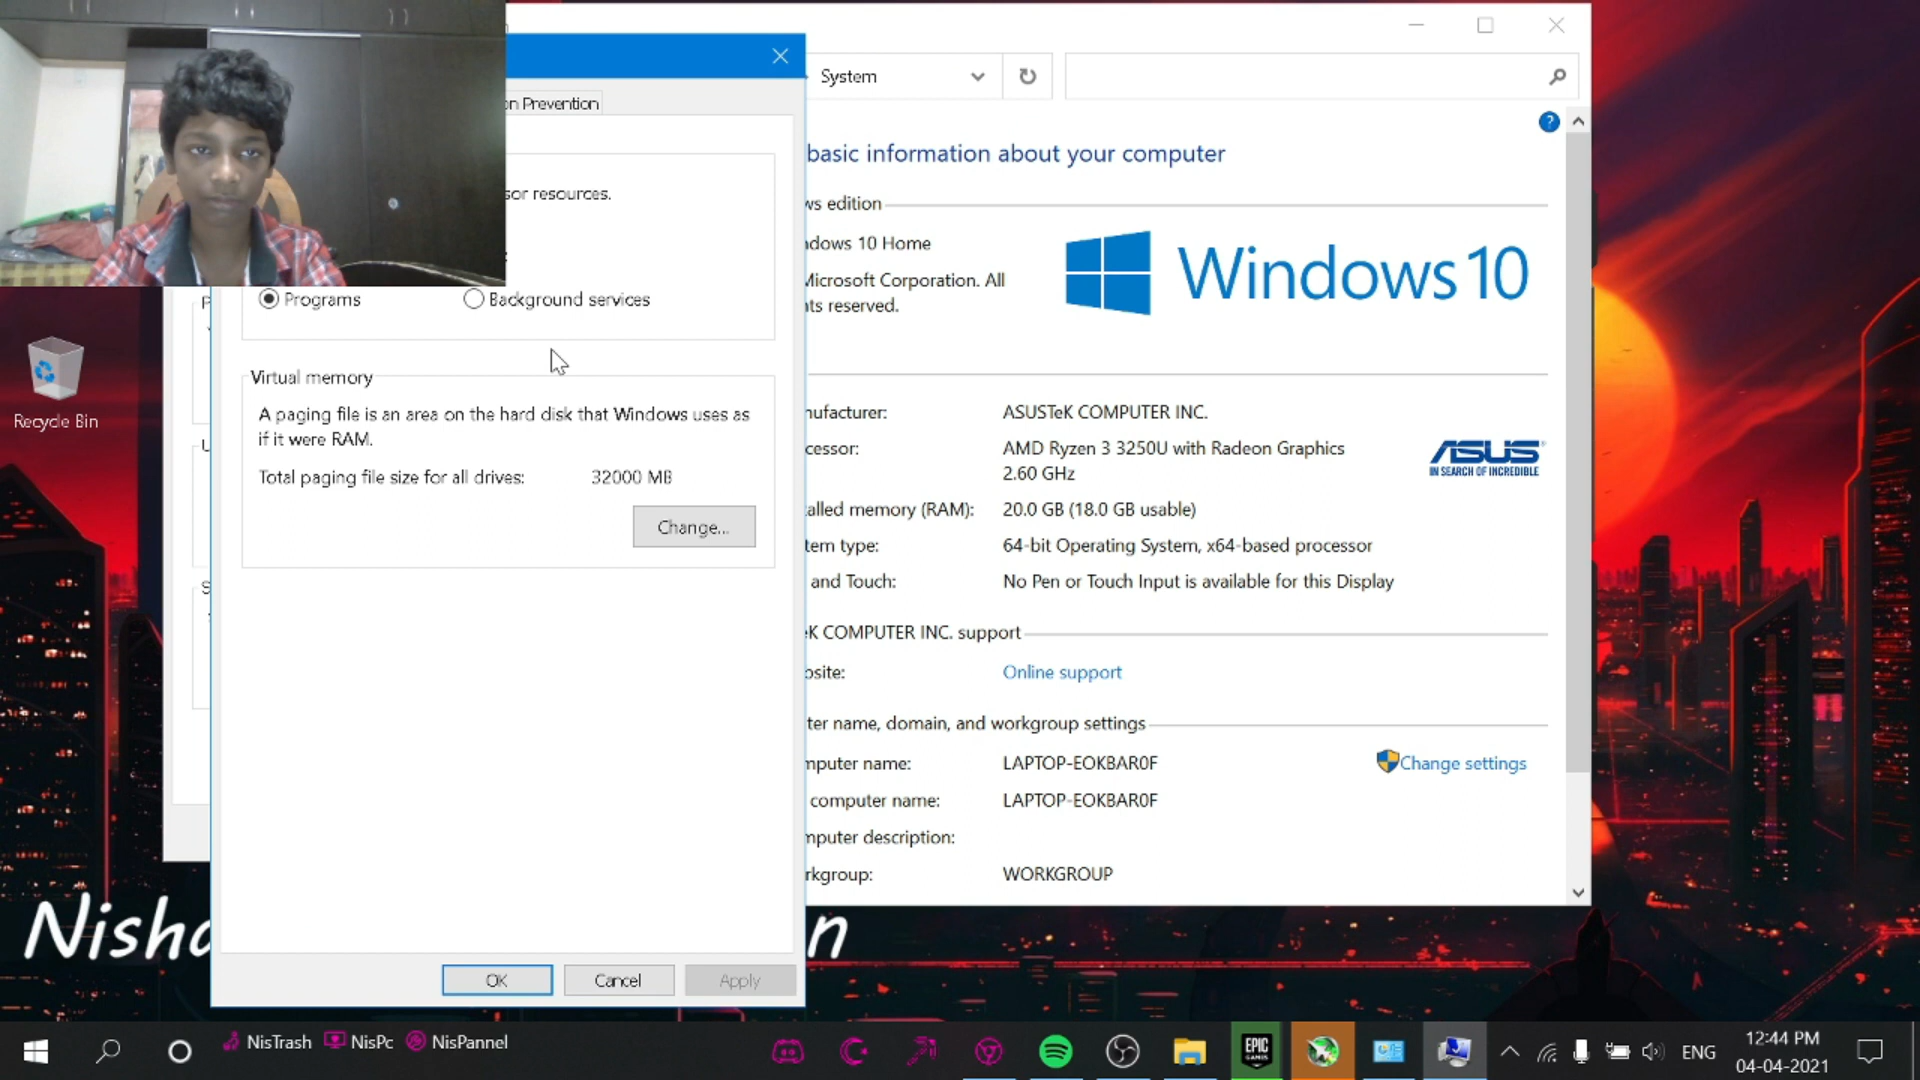 System
on Prevention
?
basic information about your computer
sor resources.
ws edition
ndows 10 Home
Microsoft Corporation. All
hts reserved.
Windows 10
Programs
Background services
Virtual memory
A paging file is an area on the hard disk that Windows uses as
if it were RAM.
Total paging file size for all drives: 32000 MB
Change...
Recycle Bin
nufacturer: ASUSTeK COMPUTER INC.
cessor: AMD Ryzen 3 3250U with Radeon Graphics
2.60 GHz
ASUS
IN SEARCH OF INCREDIBLE
alled memory (RAM): 20.0 GB (18.0 GB usable)
tem type: 64-bit Operating System, x64-based processor
and Touch: No Pen or Touch Input is available for this Display
eK COMPUTER INC. support
bsite: Online support
ter name, domain, and workgroup settings
mputer name: LAPTOP-EOKBAR0F
Change settings
computer name: LAPTOP-EOKBAR0F
mputer description:
rkgroup: WORKGROUP
Nisha
n
OK
Cancel
Apply
NisTrash
NisPc
NisPannel
EPIC
GAMES
ENG
12:44 PM
04-04-2021